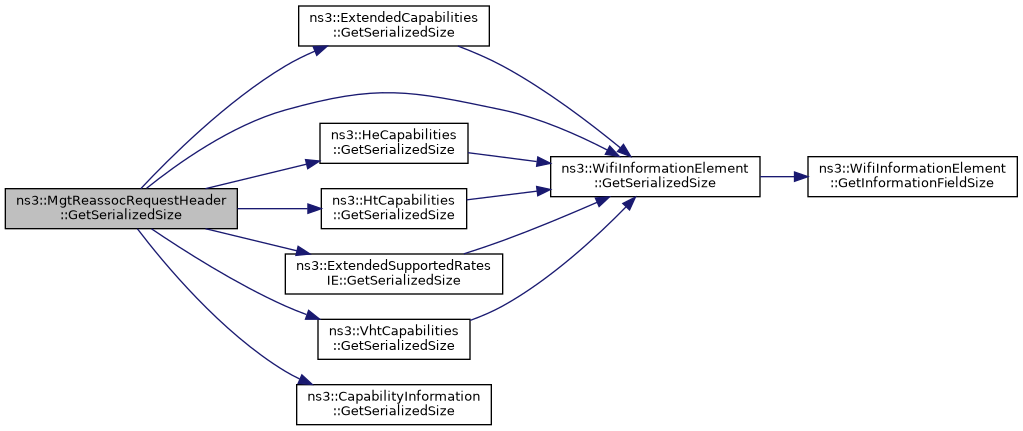 ns3::ExtendedCapabilities
::GetSerializedSize
ns3::HeCapabilities
::GetSerializedSize
ns3::WifiInformationElement
::GetSerializedSize
ns3::WifiInformationElement
::GetInformationFieldSize
ns3::MgtReassocRequestHeader
::GetSerializedSize
ns3::HtCapabilities
::GetSerializedSize
ns3::ExtendedSupportedRates
IE::GetSerializedSize
ns3::VhtCapabilities
::GetSerializedSize
ns3::CapabilityInformation
::GetSerializedSize